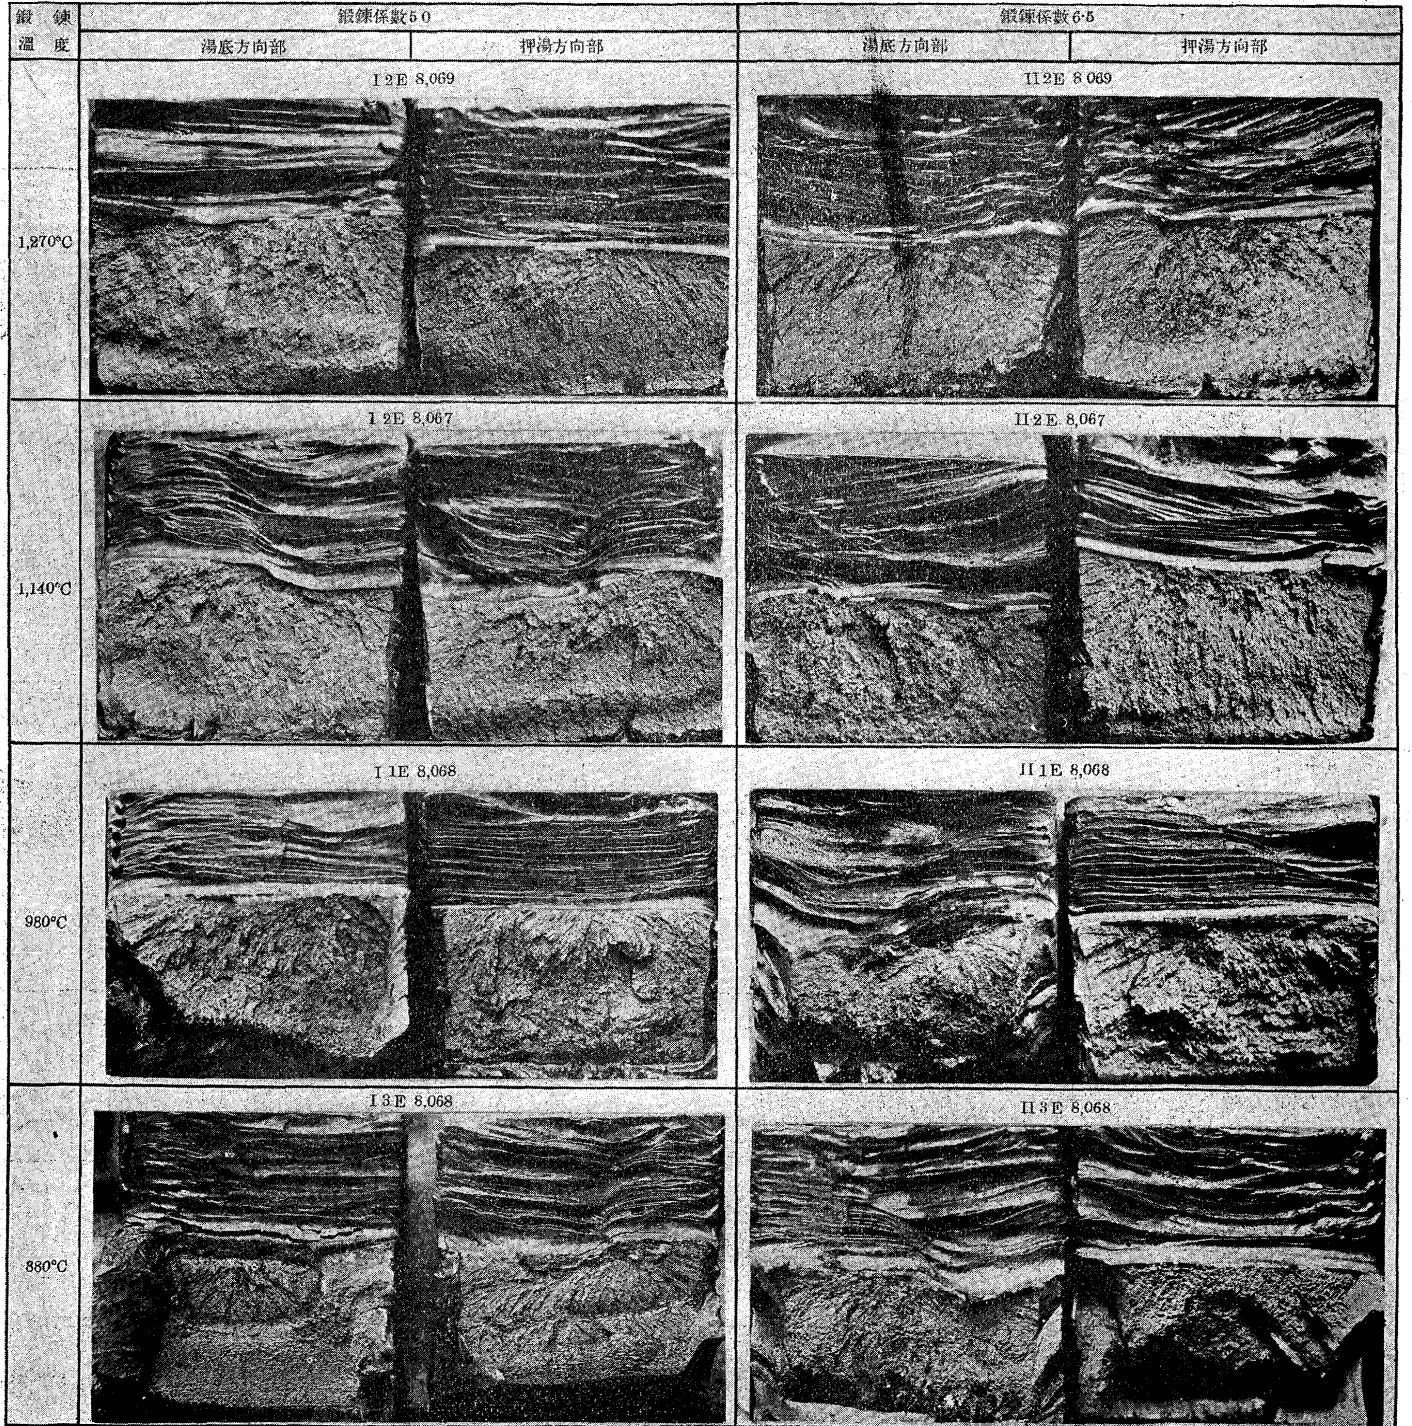 鍛錬 鍛錬係數5 0 鍛錬係數6·5
溫度 湯底方向部 押湯方向部 湯底方向部 押湯方向部
I 2E 8,069 II 2E 8 069
1,270°C
I 2E 8,067 II 2E 8,067
1,140°C
I 1E 8,068 II 1E 8,068
980°C
I 3E 8,068 II 3E 8,068
880°C